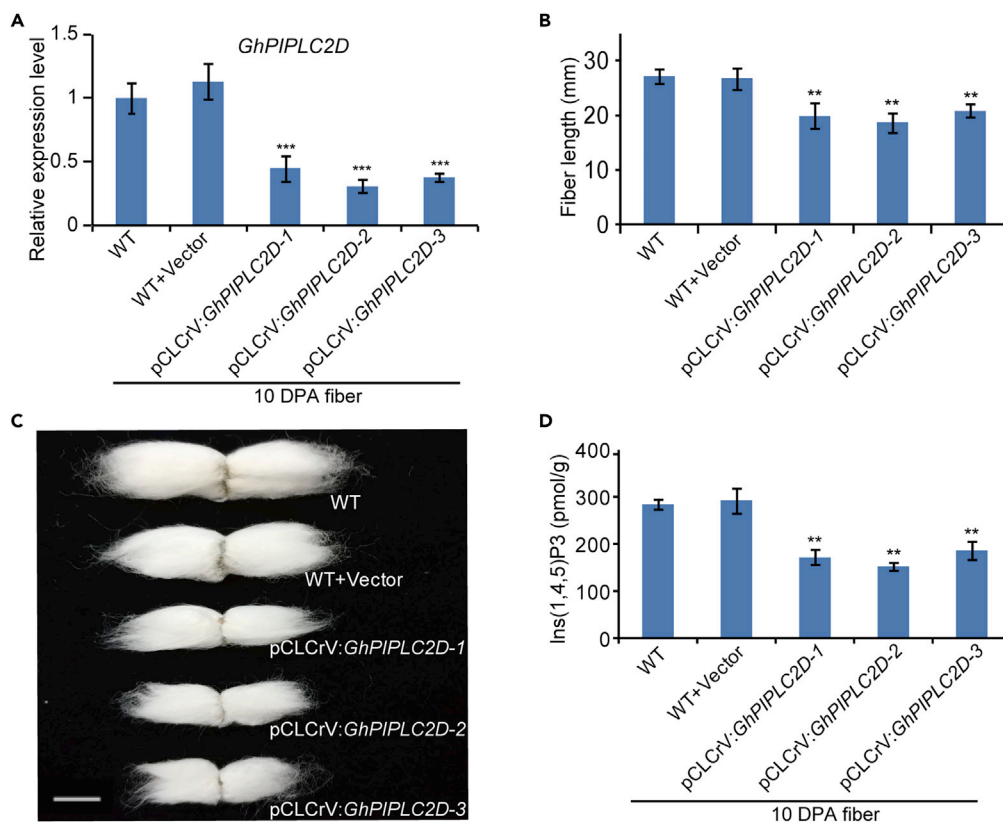 A
GhPIPLC2D
Relative expression level
1.5
1
0.5
0
***
***
***
WT
WT+Vector
pCLCrV:GhPIPLC2D-1
pCLCrV:GhPIPLC2D-2
pCLCrV:GhPIPLC2D-3
10 DPA fiber
B
Fiber length (mm)
30
20
10
0
**
**
**
WT
WT+Vector
pCLCrV:GhPIPLC2D-1
pCLCrV:GhPIPLC2D-2
pCLCrV:GhPIPLC2D-3
C
WT
WT+Vector
pCLCrV:GhPIPLC2D-1
pCLCrV:GhPIPLC2D-2
pCLCrV:GhPIPLC2D-3
D
Ins(1,4,5)P3 (pmol/g)
400
300
200
100
0
**
**
**
WT
WT+Vector
pCLCrV:GhPIPLC2D-1
pCLCrV:GhPIPLC2D-2
pCLCrV:GhPIPLC2D-3
10 DPA fiber